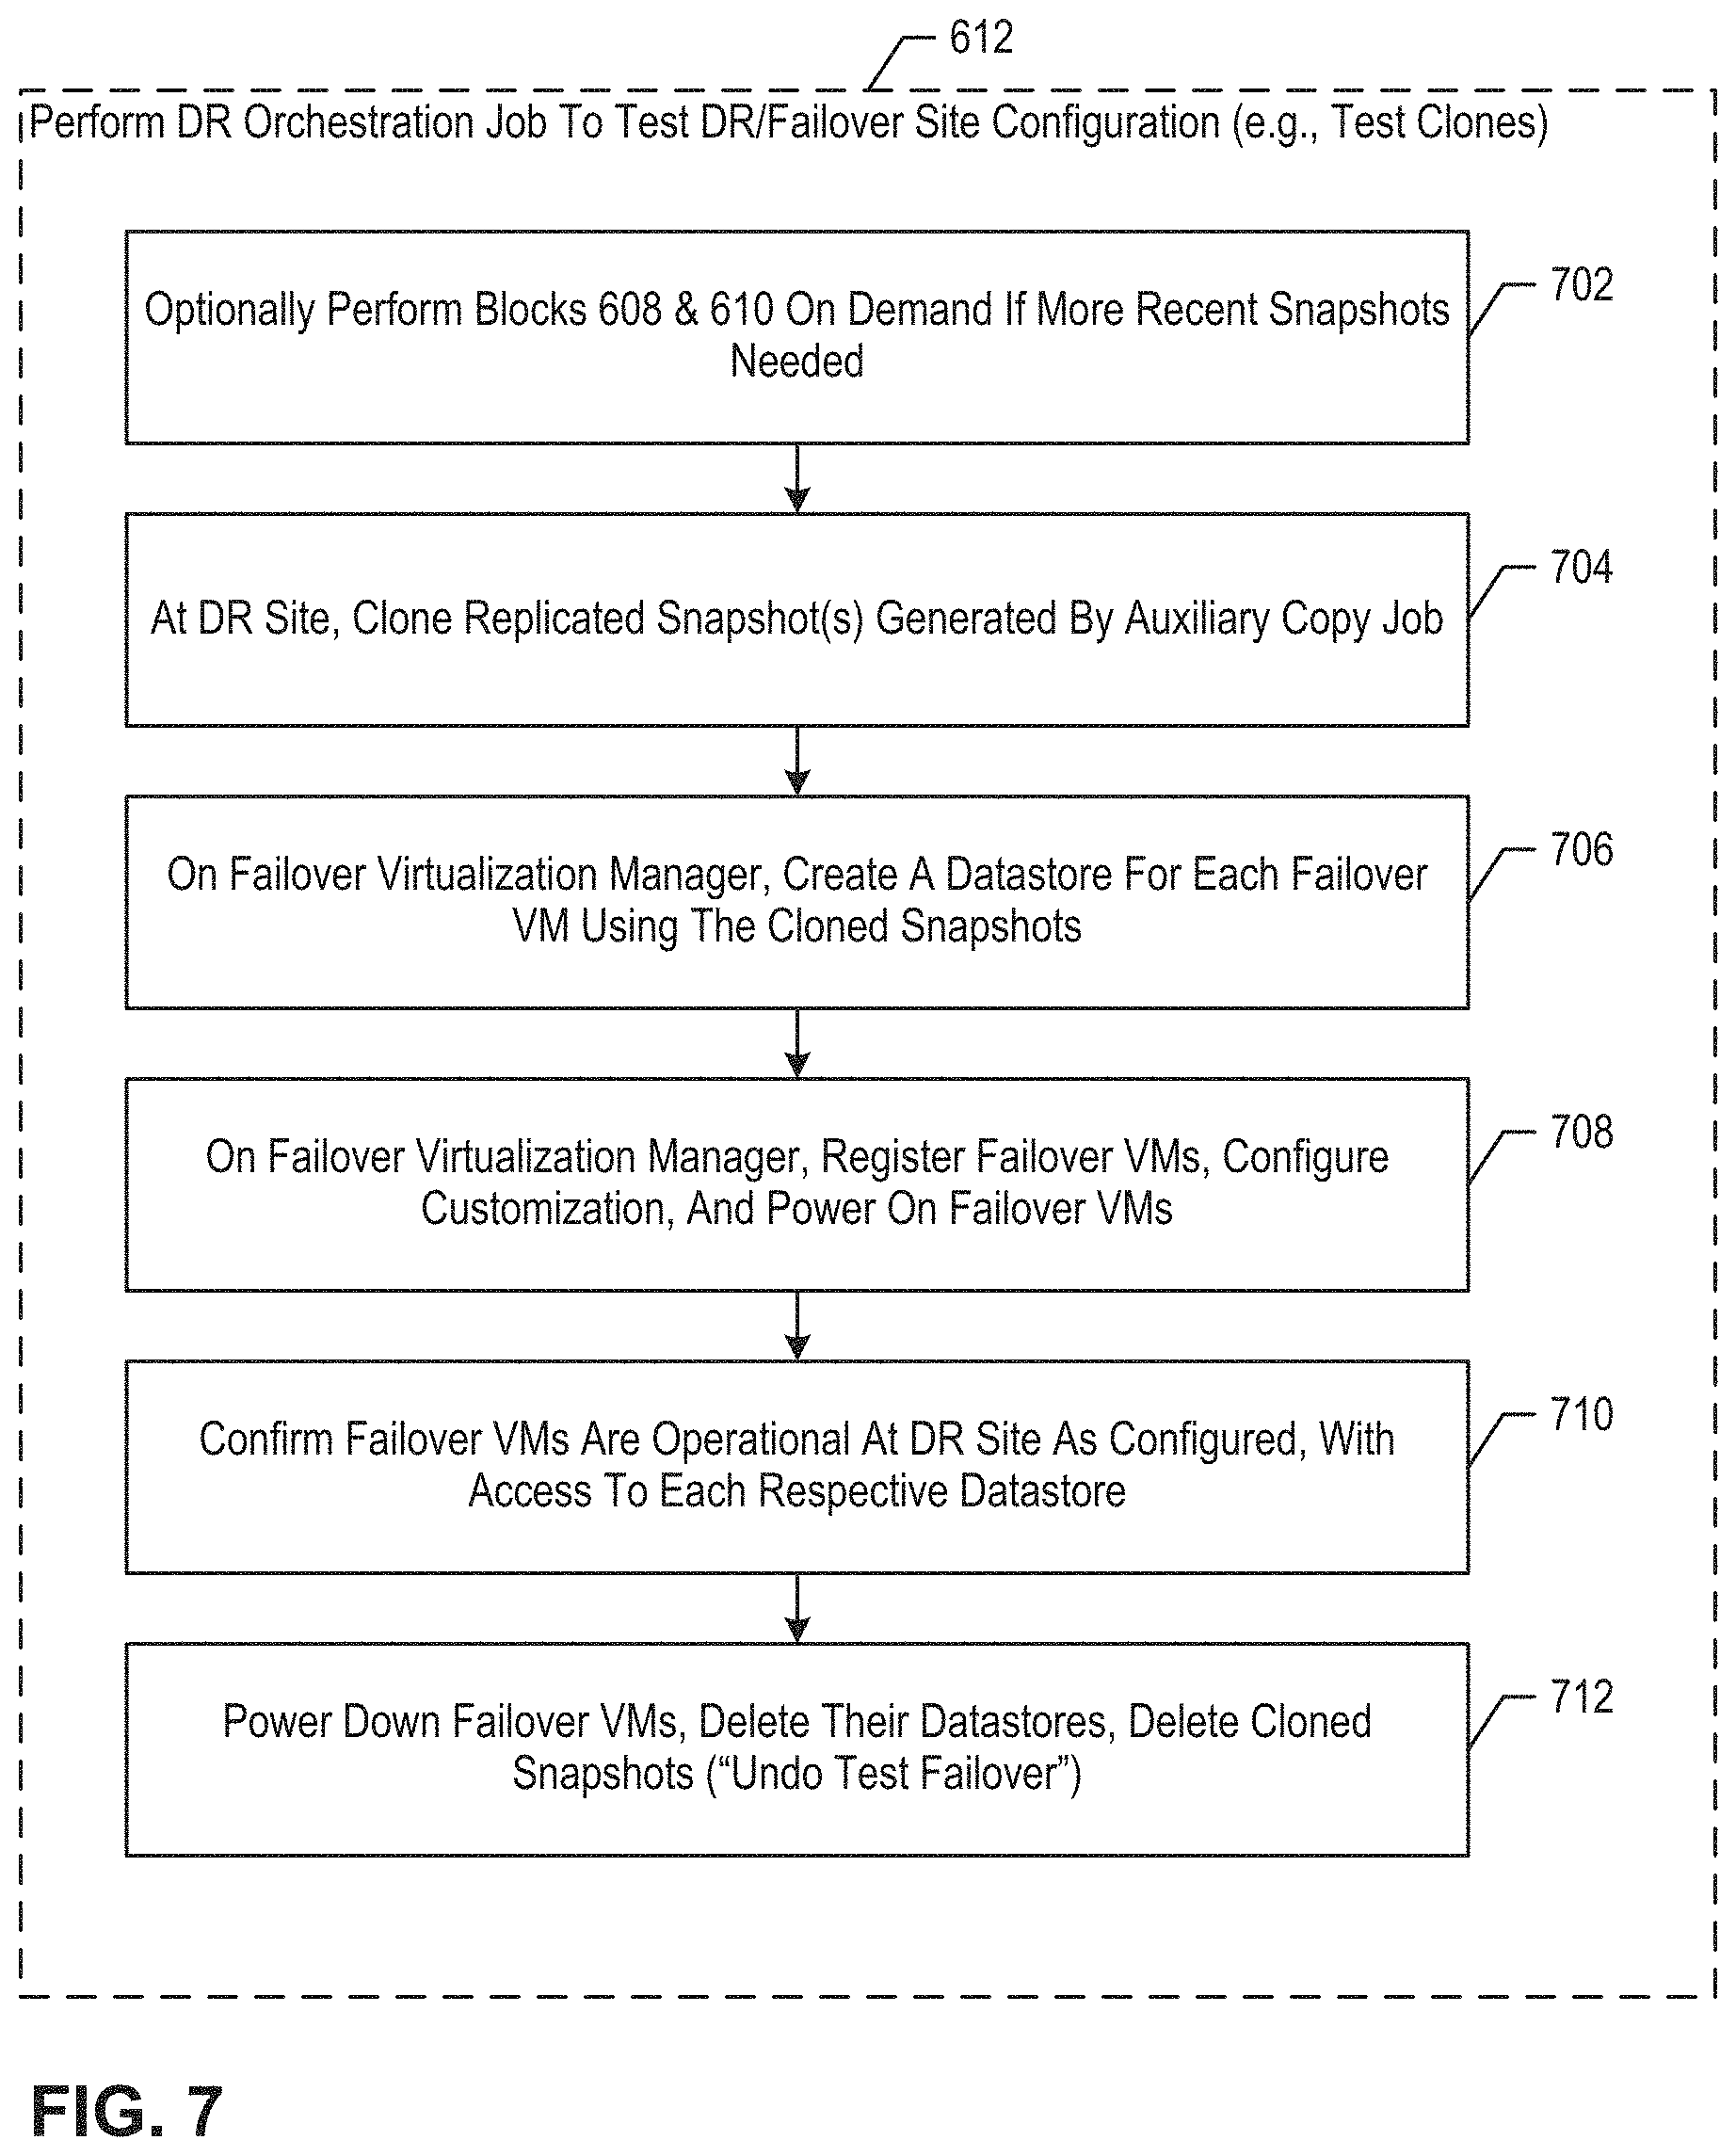 612
Perform DR Orchestration Job To Test DR/Failover Site Configuration (e.g., Test Clones)
702
Optionally Perform Blocks 608 & 610 On Demand If More Recent Snapshots
Needed
704
At DR Site, Clone Replicated Snapshot(s) Generated By Auxiliary Copy Job
706
On Failover Virtualization Manager, Create A Datastore For Each Failover
VM Using The Cloned Snapshots
708
On Failover Virtualization Manager, Register Failover VMs, Configure
Customization, And Power On Failover VMs
710
Confirm Failover VMs Are Operational At DR Site As Configured, With
Access To Each Respective Datastore
712
Power Down Failover VMs, Delete Their Datastores, Delete Cloned
Snapshots (“Undo Test Failover”)
FIG. 7